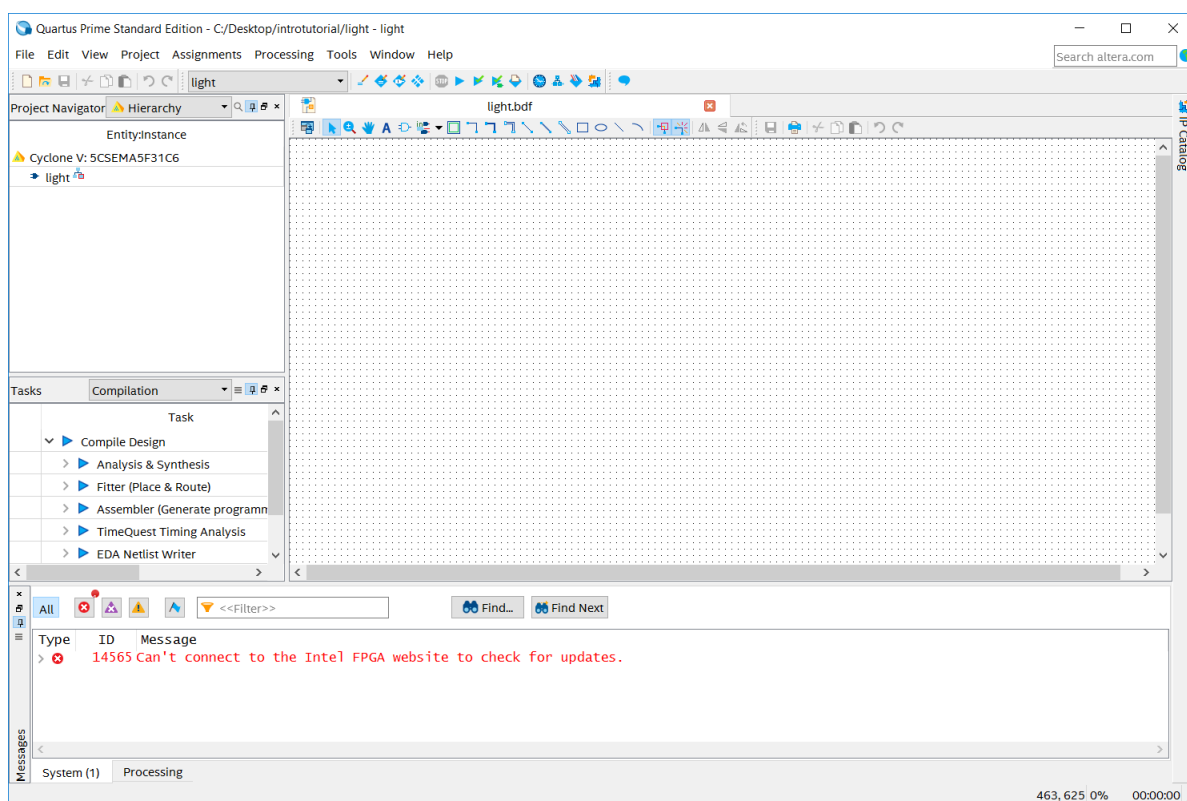 Quartus Prime Standard Edition - C:/Desktop/introtutorial/light - light
File Edit View Project Assignments Processing Tools Window Help
Search altera.com
light
Project Navigator Hierarchy
light.bdf
Entity:Instance
Cyclone V: 5CSEMA5F31C6
light
IP Catalog
Tasks Compilation
Task
Compile Design
Analysis & Synthesis
Fitter (Place & Route)
Assembler (Generate programm
TimeQuest Timing Analysis
EDA Netlist Writer
All <<Filter>> Find... Find Next
Type ID Message
14565 Can't connect to the Intel FPGA website to check for updates.
Messages
System (1) Processing
463, 625 0% 00:00:00